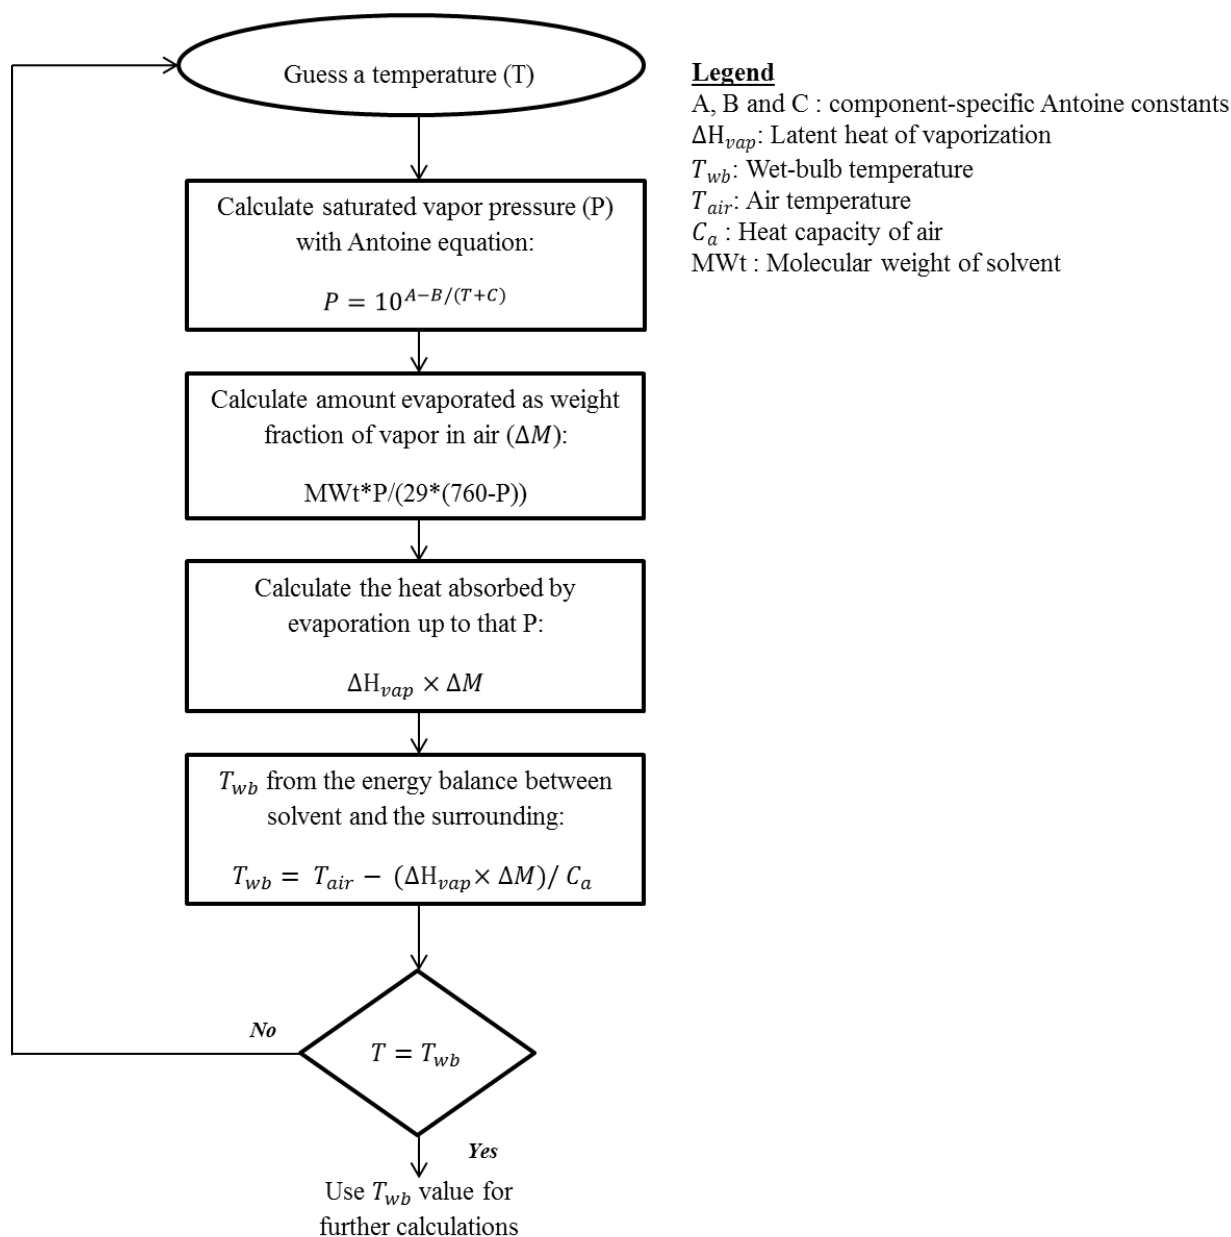 Guess a temperature (T)
Legend
A, B and C : component-specific Antoine constants
ΔH_vap: Latent heat of vaporization
T_wb: Wet-bulb temperature
T_air: Air temperature
C_a : Heat capacity of air
MWt : Molecular weight of solvent
Calculate saturated vapor pressure (P)
with Antoine equation:
P = 10^{A−B/(T+C)}
Calculate amount evaporated as weight
fraction of vapor in air (ΔM):
MWt*P/(29*(760-P))
Calculate the heat absorbed by
evaporation up to that P:
ΔH_vap × ΔM
T_wb from the energy balance between
solvent and the surrounding:
T_wb = T_air − (ΔH_vap × ΔM)/ C_a
No
T = T_wb
Yes
Use T_wb value for
further calculations